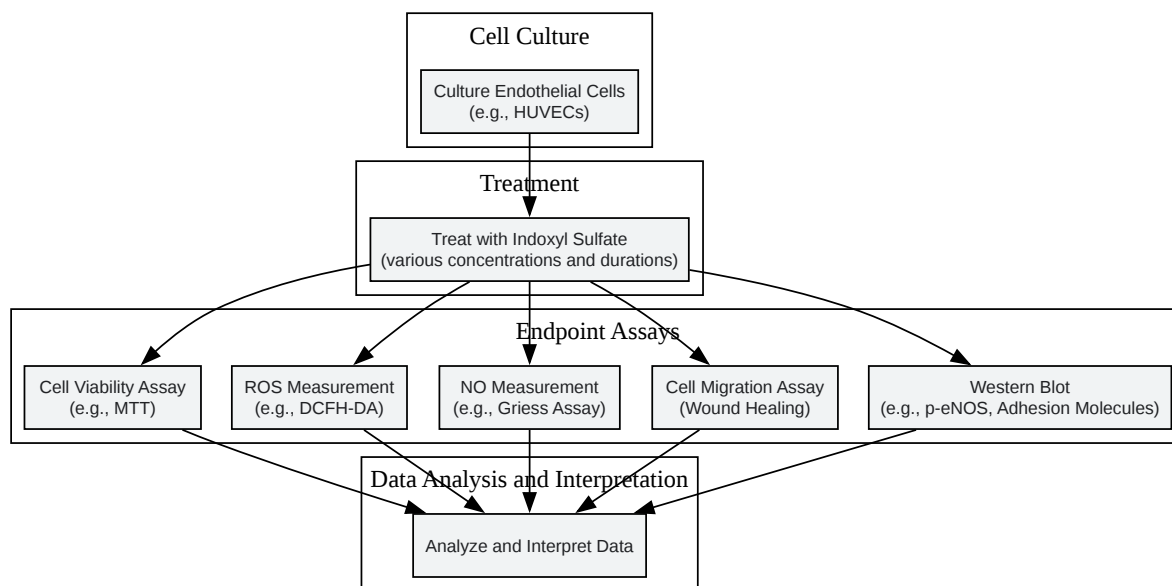 Cell Culture
Culture Endothelial Cells
(e.g., HUVECs)
Treatment
Treat with Indoxyl Sulfate
(various concentrations and durations)
Endpoint Assays
Cell Viability Assay
(e.g., MTT)
ROS Measurement
(e.g., DCFH-DA)
NO Measurement
(e.g., Griess Assay)
Cell Migration Assay
(Wound Healing)
Western Blot
(e.g., p-eNOS, Adhesion Molecules)
Data Analysis and Interpretation
Analyze and Interpret Data